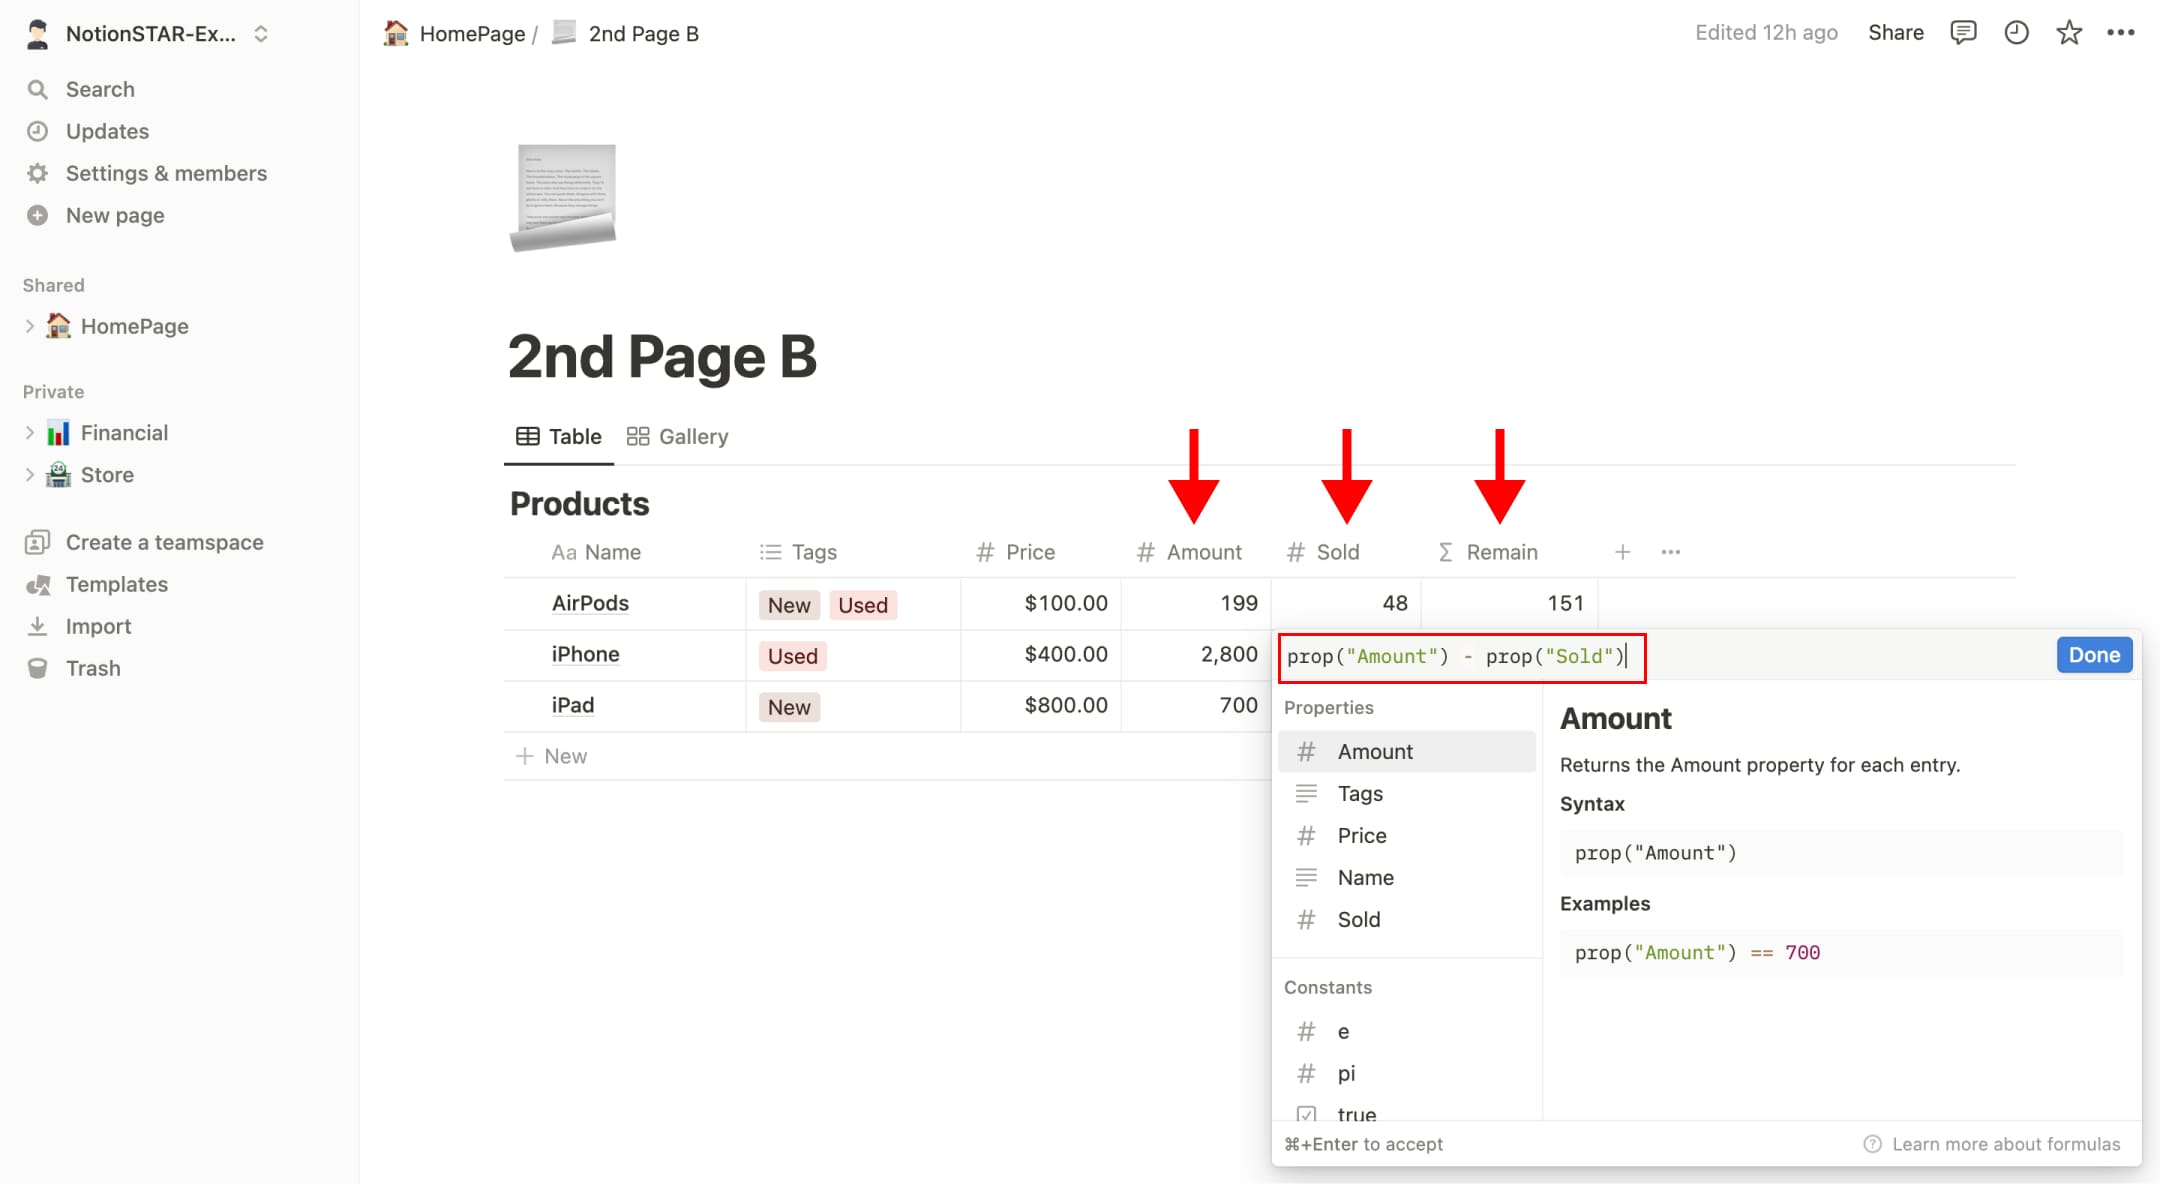 NotionSTAR-Ex...
HomePage / 2nd Page B
Edited 12h ago Share
Search
Updates
Settings & members
New page
Shared
HomePage
Private
Financial
Store
Create a teamspace
Templates
Import
Trash
2nd Page B
Table Gallery
Products
Aa Name Tags # Price # Amount # Sold Σ Remain + •••
AirPods New Used $100.00 199 48 151
iPhone Used $400.00 2,800
iPad New $800.00 700
+ New
prop("Amount") - prop("Sold") Done
Properties
# Amount
Tags
# Price
Name
# Sold
Constants
# e
# pi
true
⌘+Enter to accept
Amount
Returns the Amount property for each entry.
Syntax
prop("Amount")
Examples
prop("Amount") == 700
Learn more about formulas